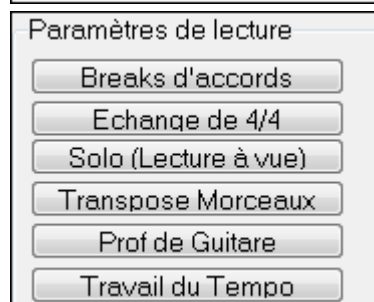 Paramètres de lecture
Breaks d'accords
Echange de 4/4
Solo (Lecture à vue)
Transpose Morceaux
Prof de Guitare
Travail du Tempo